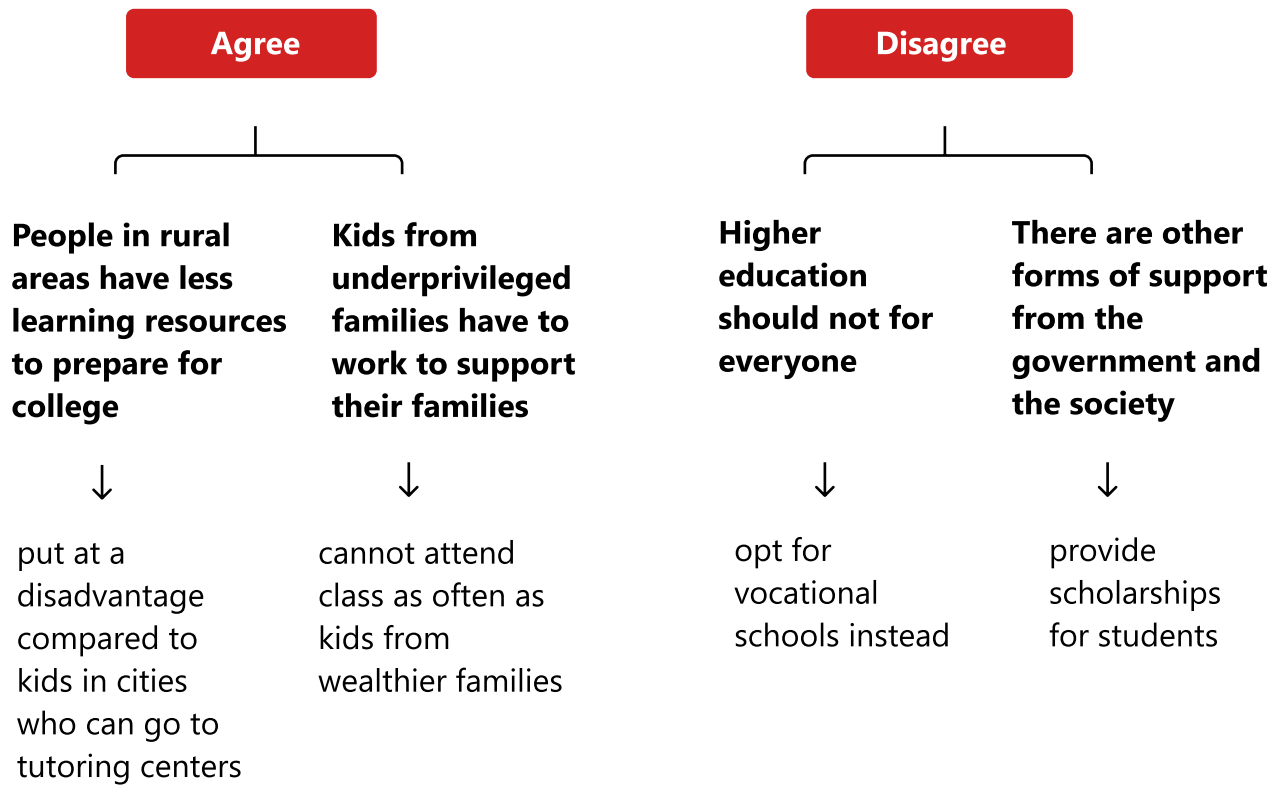 Agree
People in rural
areas have less
learning resources
to prepare for
college
put at a
disadvantage
compared to
kids in cities
who can go to
tutoring centers
Kids from
underprivileged
families have to
work to support
their families
cannot attend
class as often as
kids from
wealthier families
Disagree
Higher
education
should not for
everyone
opt for
vocational
schools instead
There are other
forms of support
from the
government and
the society
provide
scholarships
for students